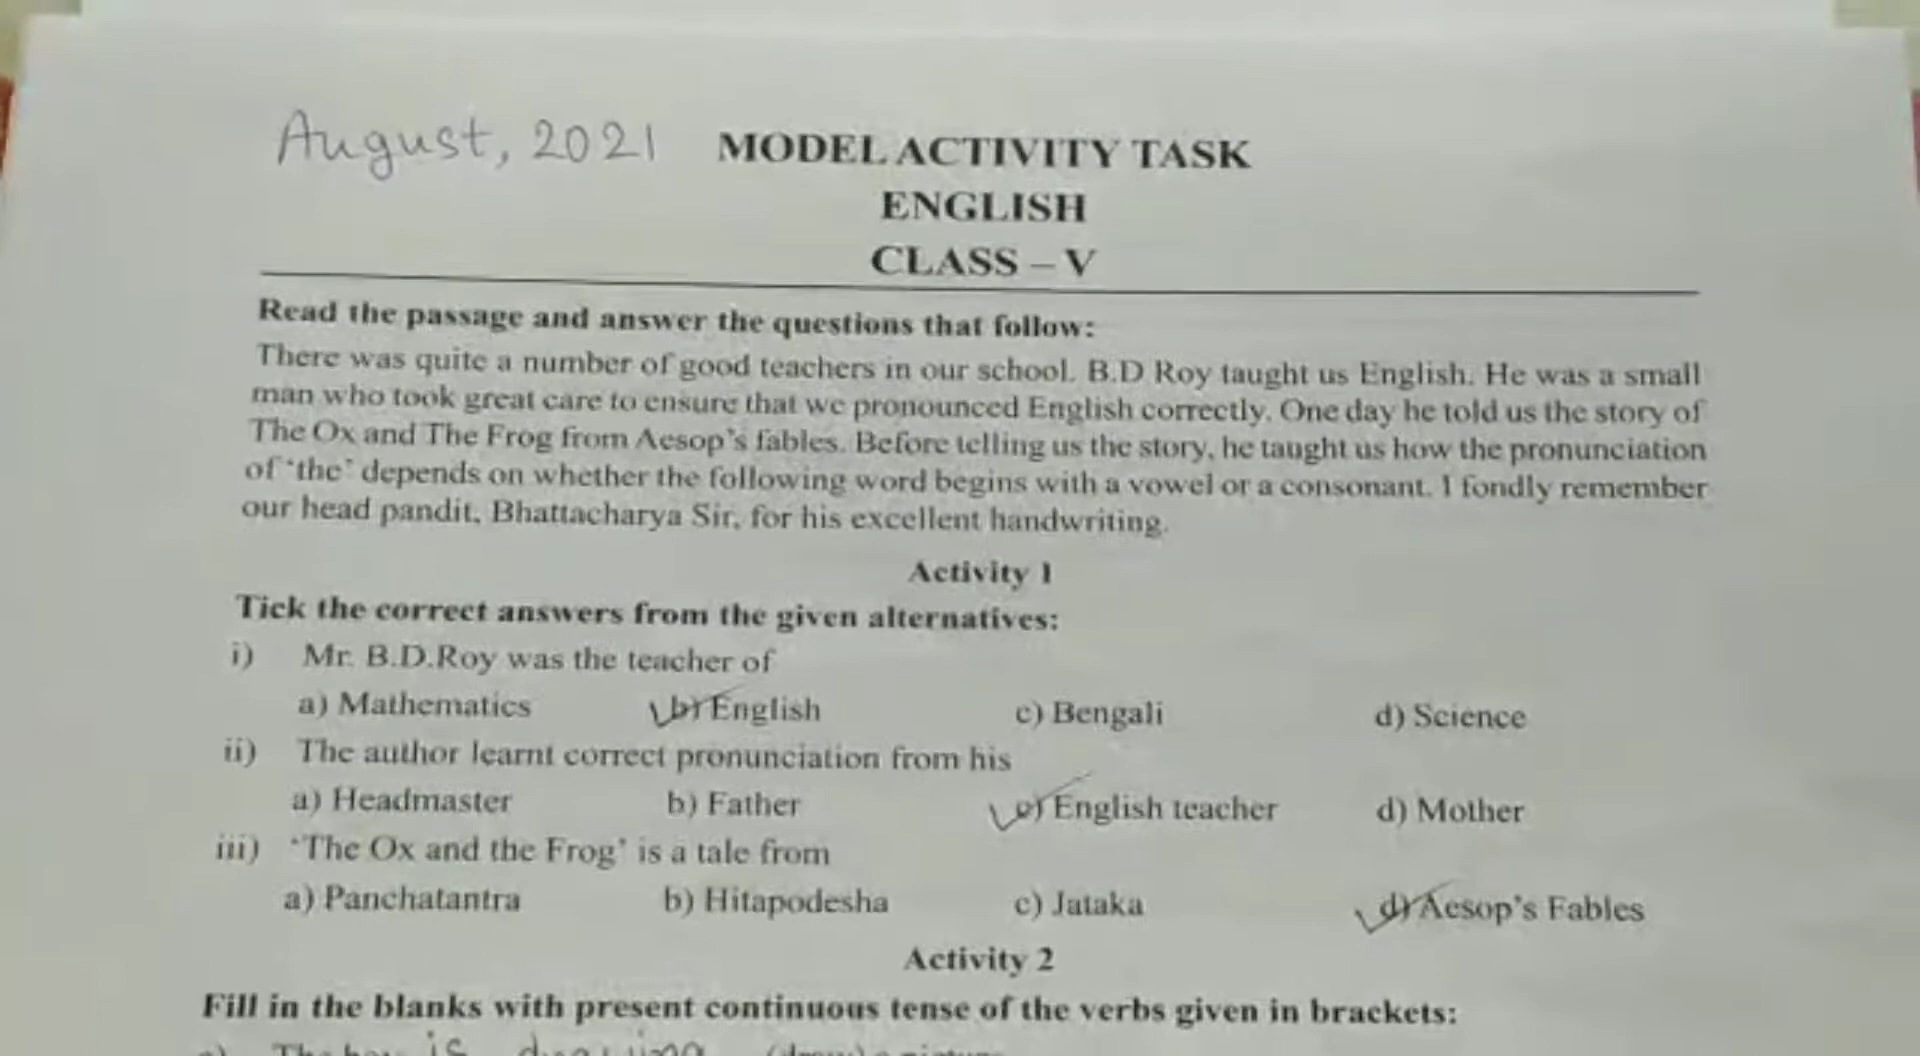 August, 2021 MODEL ACTIVITY TASK
ENGLISH
CLASS – V
Read the passage and answer the questions that follow:
There was quite a number of good teachers in our school. B.D Roy taught us English. He was a small
man who took great care to ensure that we pronounced English correctly. One day he told us the story of
The Ox and The Frog from Aesop's fables. Before telling us the story, he taught us how the pronunciation
of 'the' depends on whether the following word begins with a vowel or a consonant. I fondly remember
our head pandit, Bhattacharya Sir, for his excellent handwriting.
Activity 1
Tick the correct answers from the given alternatives:
i) Mr. B.D.Roy was the teacher of
a) Mathematics b) English c) Bengali d) Science
ii) The author learnt correct pronunciation from his
a) Headmaster b) Father c) English teacher d) Mother
iii) 'The Ox and the Frog' is a tale from
a) Panchatantra b) Hitapodesha c) Jataka d) Aesop's Fables
Activity 2
Fill in the blanks with present continuous tense of the verbs given in brackets:
The is